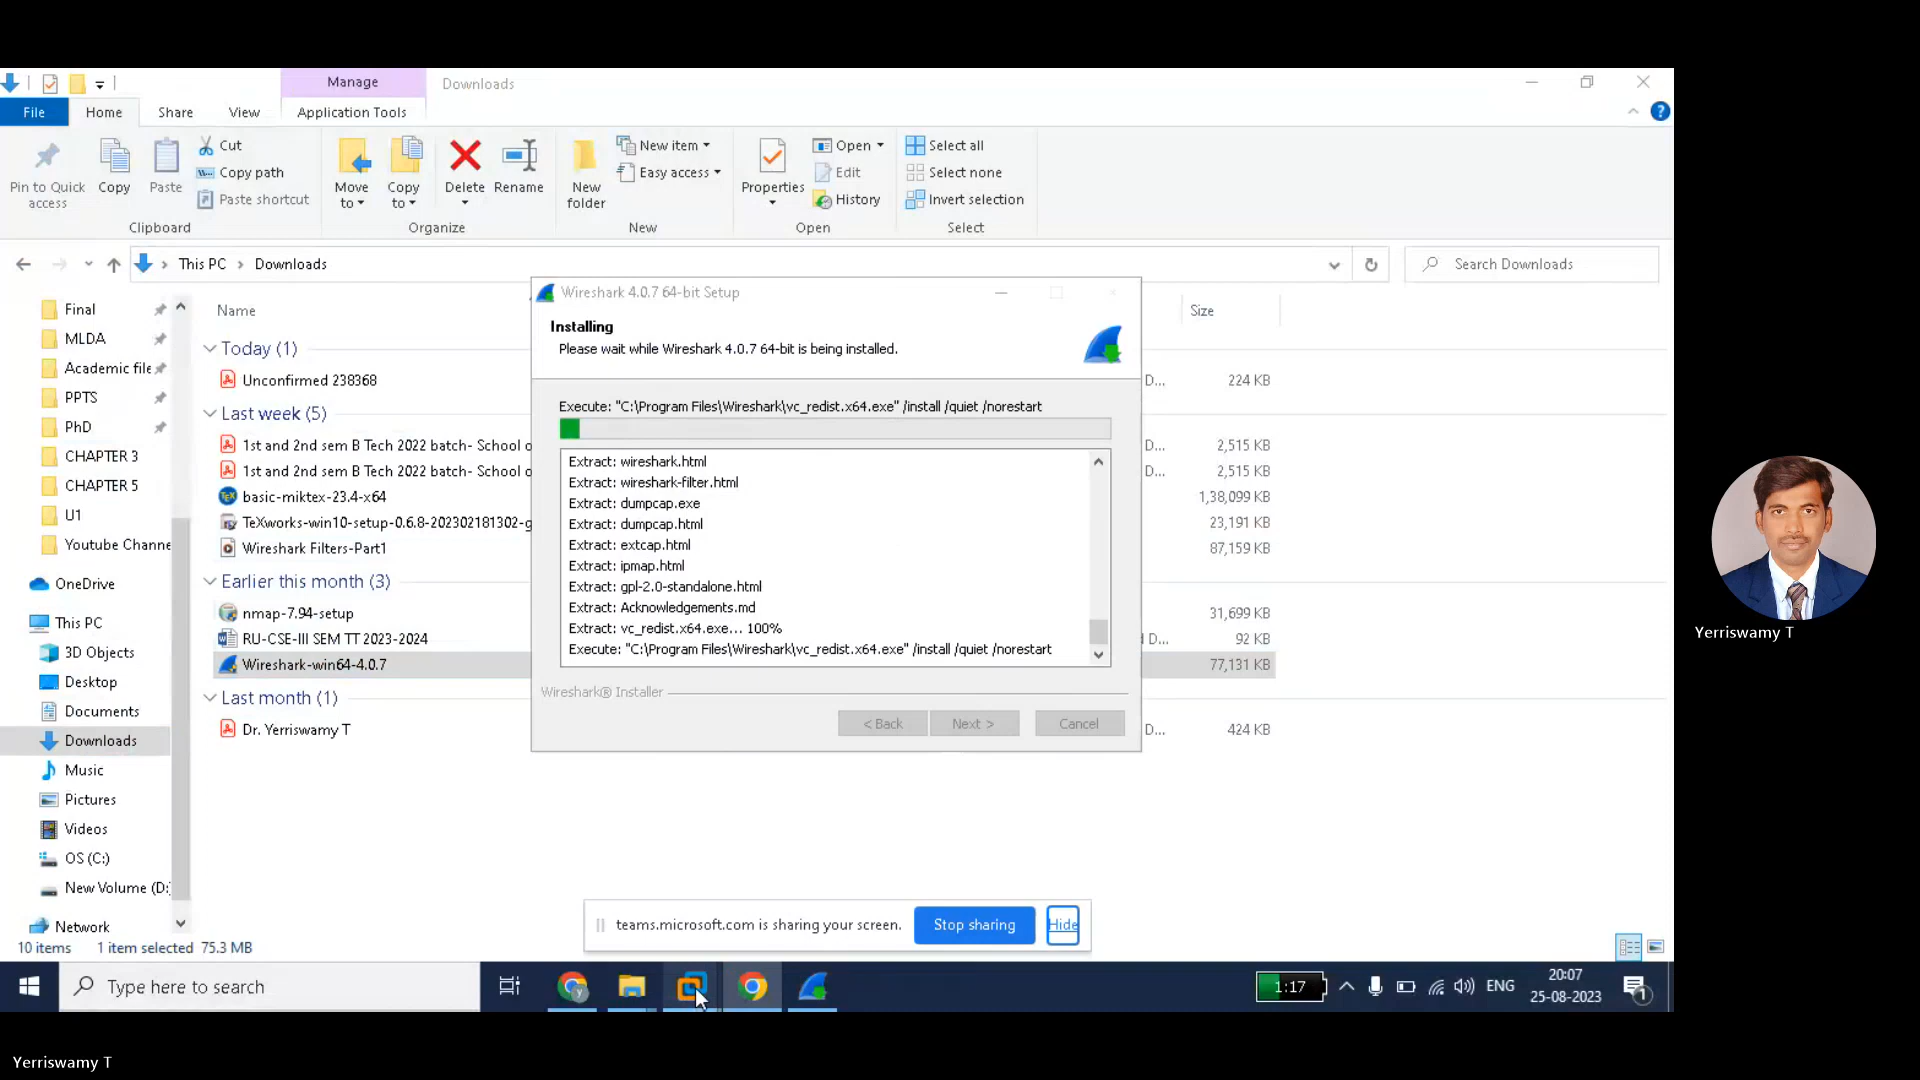 Manage
Downloads
File
Home
Share
View
Application Tools
Pin to Quick access
Copy
Paste
Cut
Copy path
Paste shortcut
Clipboard
Move to
Copy to
Delete
Rename
Organize
New folder
New item
Easy access
New
Properties
Open
Edit
History
Open
Select all
Select none
Invert selection
Select
This PC > Downloads
Search Downloads
Final
MLDA
Academic file
PPTS
PhD
CHAPTER 3
CHAPTER 5
U1
Youtube Channe
OneDrive
This PC
3D Objects
Desktop
Documents
Downloads
Music
Pictures
Videos
OS (C:)
New Volume (D:
Network
Name
Size
Today (1)
Unconfirmed 238368
D...
224 KB
Last week (5)
1st and 2nd sem B Tech 2022 batch- School o
D...
2,515 KB
1st and 2nd sem B Tech 2022 batch- School o
D...
2,515 KB
basic-miktex-23.4-x64
1,38,099 KB
TeXworks-win10-setup-0.6.8-202302181302-g
23,191 KB
Wireshark Filters-Part1
87,159 KB
Earlier this month (3)
nmap-7.94-setup
31,699 KB
RU-CSE-III SEM TT 2023-2024
D...
92 KB
Wireshark-win64-4.0.7
77,131 KB
Last month (1)
Dr. Yerriswamy T
D...
424 KB
Wireshark 4.0.7 64-bit Setup
Installing
Please wait while Wireshark 4.0.7 64-bit is being installed.
Execute: "C:\Program Files\Wireshark\vc_redist.x64.exe" /install /quiet /norestart
Extract: wireshark.html
Extract: wireshark-filter.html
Extract: dumpcap.exe
Extract: dumpcap.html
Extract: extcap.html
Extract: ipmap.html
Extract: gpl-2.0-standalone.html
Extract: Acknowledgements.md
Extract: vc_redist.x64.exe... 100%
Execute: "C:\Program Files\Wireshark\vc_redist.x64.exe" /install /quiet /norestart
Wireshark® Installer
< Back
Next >
Cancel
teams.microsoft.com is sharing your screen.
Stop sharing
Hide
10 items
1 item selected 75.3 MB
Type here to search
1:17
ENG
20:07
25-08-2023
1
Yerriswamy T
Yerriswamy T